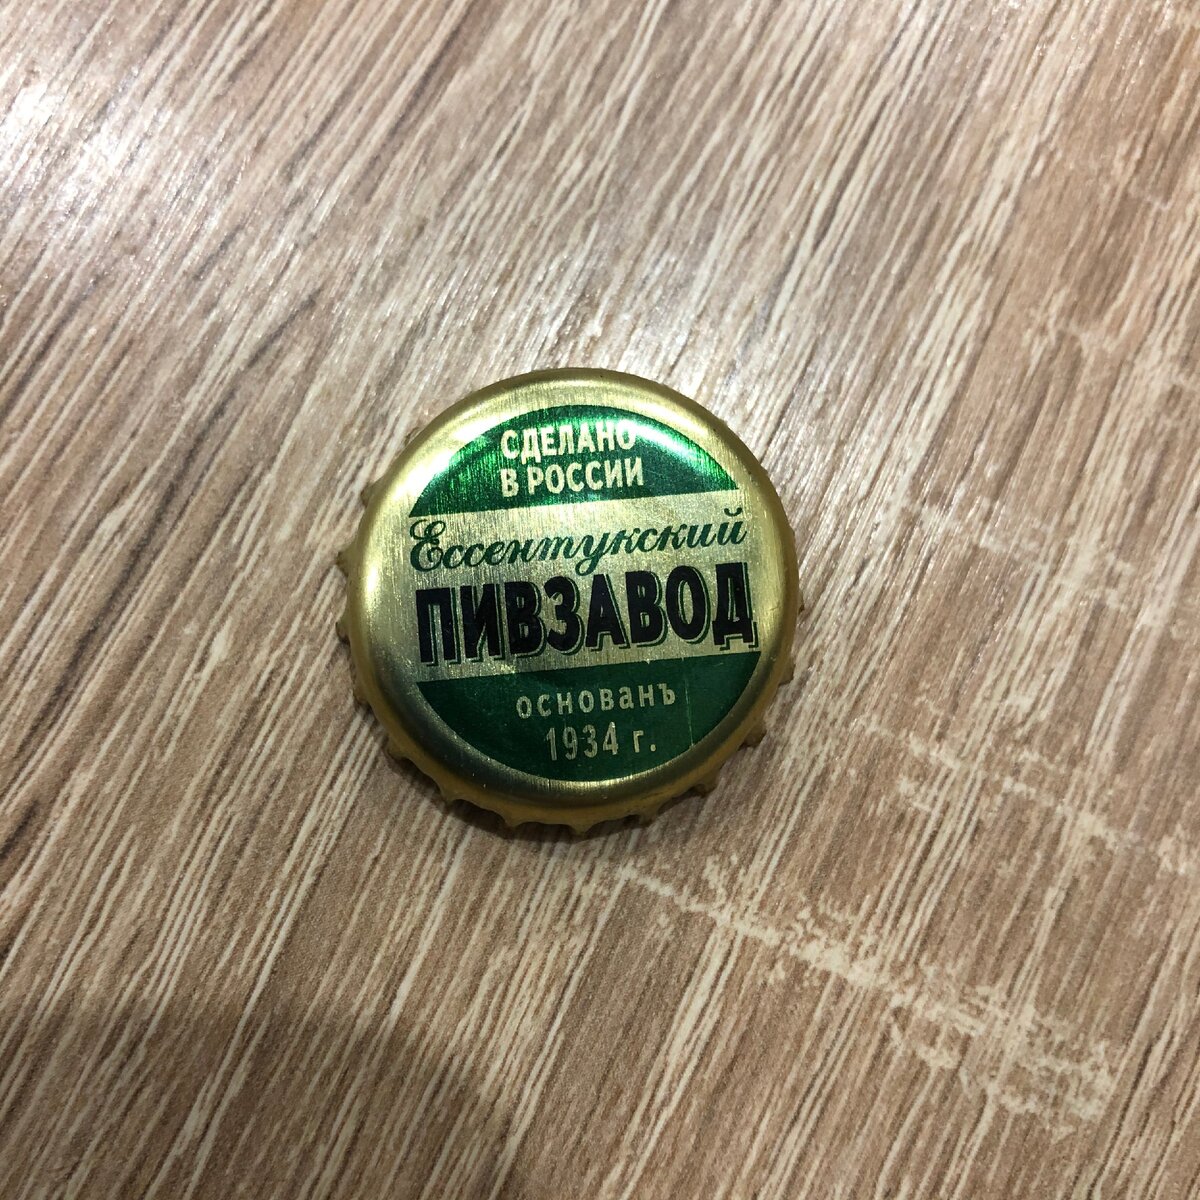 СДЕЛАНО
В РОССИИ
Ессентукский
ПИВЗАВОД
основанъ
1934 г.